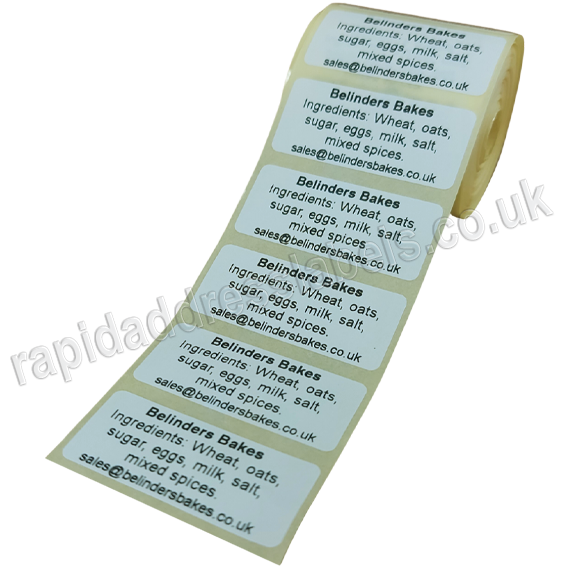 Belinders Bakes
Ingredients: Wheat, oats,
sugar, eggs, milk, salt,
mixed spices.
sales@belindersbakes.co.uk
Belinders Bakes
Ingredients: Wheat, oats,
sugar, eggs, milk, salt,
mixed spices.
sales@belindersbakes.co.uk
Belinders Bakes
Ingredients: Wheat, oats,
sugar, eggs, milk, salt,
mixed spices.
sales@belindersbakes.co.uk
Belinders Bakes
Ingredients: Wheat, oats,
sugar, eggs, milk, salt,
mixed spices.
sales@belindersbakes.co.uk
Belinders Bakes
Ingredients: Wheat, oats,
sugar, eggs, milk, salt,
mixed spices.
sales@belindersbakes.co.uk
Belinders Bakes
Ingredients: Wheat, oats,
sugar, eggs, milk, salt,
mixed spices.
sales@belindersbakes.co.uk
rapidaddresslabels.co.uk